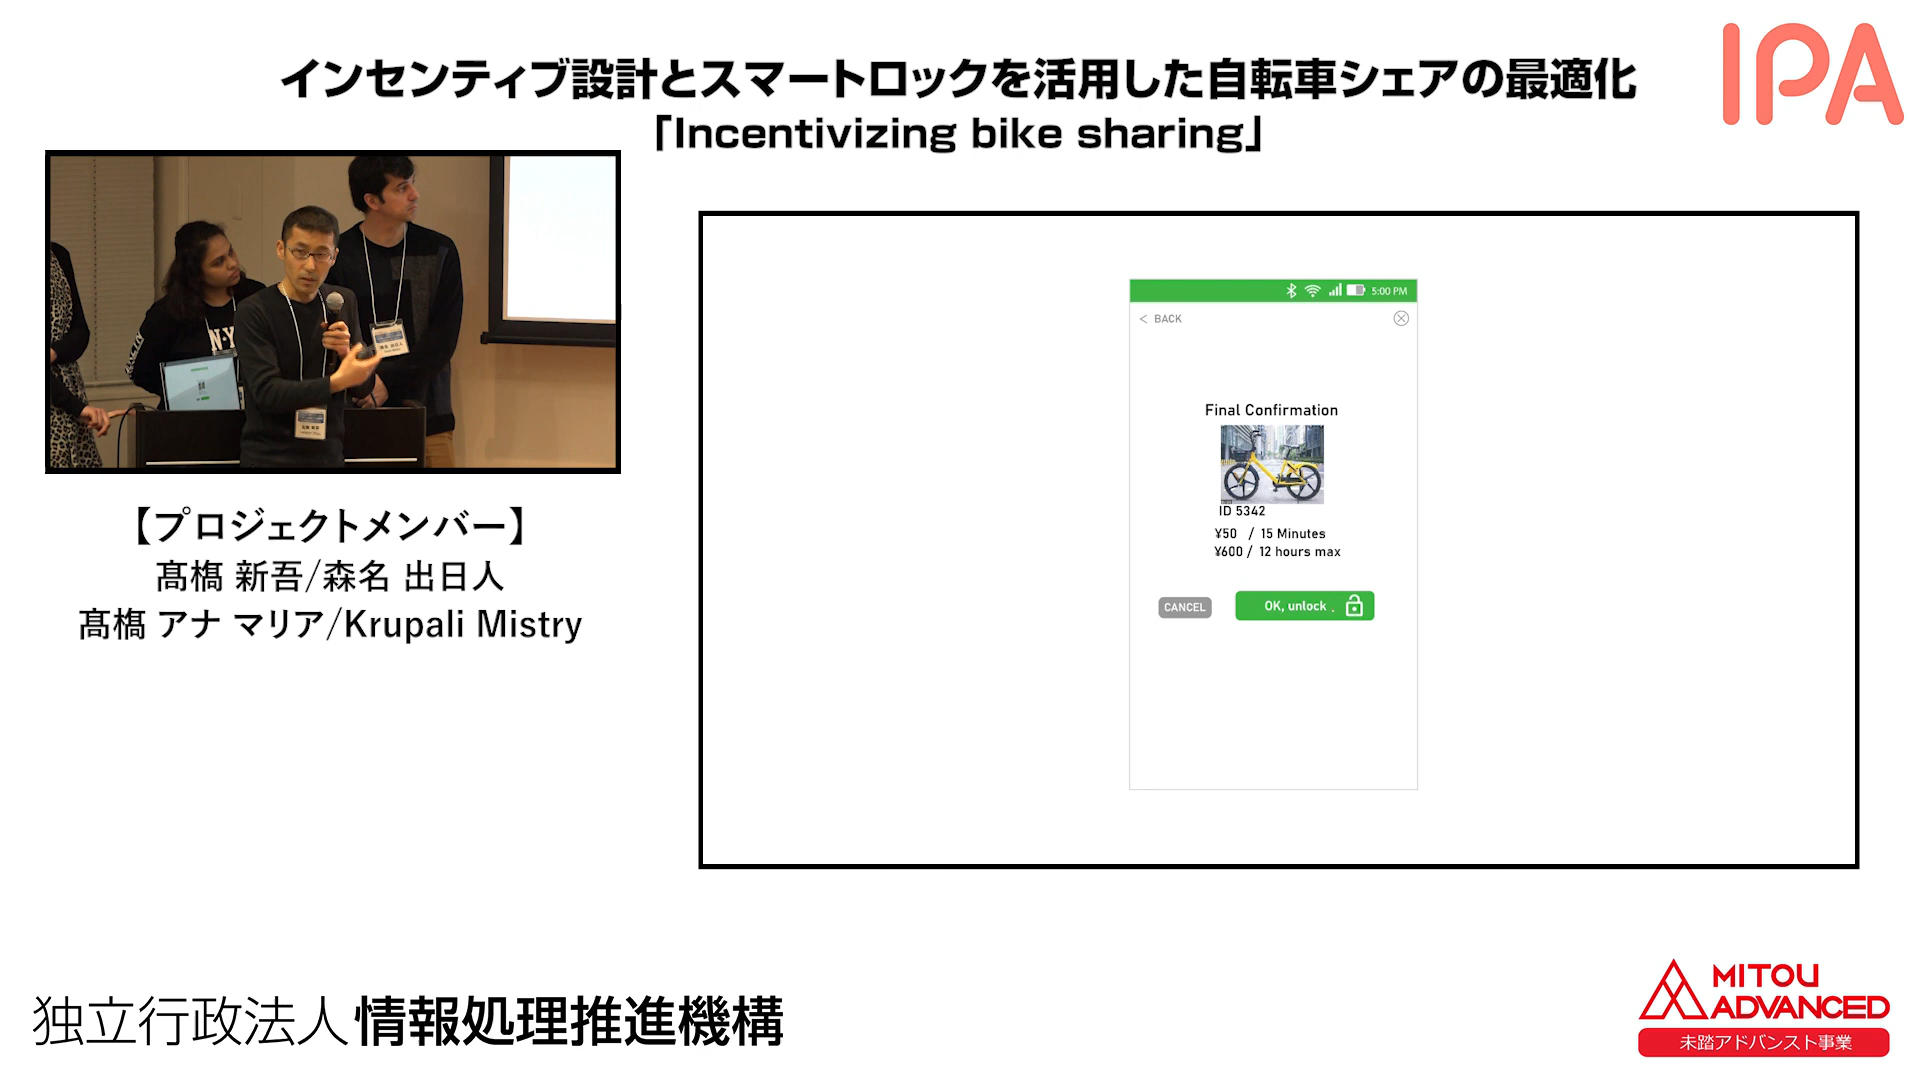 インセンティブ設計とスマートロックを活用した自転車シェアの最適化
「Incentivizing bike sharing」
IPA
N·Y
【プロジェクトメンバー】
髙槗 新吾/森名 出日人
髙槗 アナ マリア/Krupali Mistry
5:00 PM
< BACK
Final Confirmation
ID 5342
¥50 / 15 Minutes
¥600 / 12 hours max
CANCEL
OK, unlock .
独立行政法人情報処理推進機構
MITOU
ADVANCED
未踏アドバンスト事業